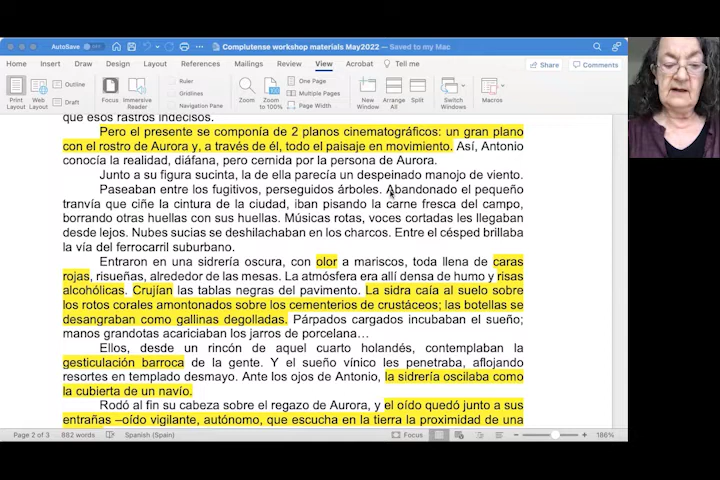 AutoSave OFF
Complutense workshop materials May2022 — Saved to my Mac
Home Insert Draw Design Layout References Mailings Review View Acrobat Tell me
Share Comments
Print Layout
Web Layout
Outline
Draft
Focus
Immersive Reader
Ruler
Gridlines
Navigation Pane
Zoom
Zoom to 100%
One Page
Multiple Pages
Page Width
New Window
Arrange All
Split
Switch Windows
Macros
que esos rastros indecisos.
Pero el presente se componía de 2 planos cinematográficos: un gran plano
con el rostro de Aurora y, a través de él, todo el paisaje en movimiento. Así, Antonio
conocía la realidad, diáfana, pero cernida por la persona de Aurora.
Junto a su figura sucinta, la de ella parecía un despeinado manojo de viento.
Paseaban entre los fugitivos, perseguidos árboles. Abandonado el pequeño
tranvía que ciñe la cintura de la ciudad, iban pisando la carne fresca del campo,
borrando otras huellas con sus huellas. Músicas rotas, voces cortadas les llegaban
desde lejos. Nubes sucias se deshilachaban en los charcos. Entre el césped brillaba
la vía del ferrocarril suburbano.
Entraron en una sidrería oscura, con olor a mariscos, toda llena de caras
rojas, risueñas, alrededor de las mesas. La atmósfera era allí densa de humo y risas
alcohólicas. Crujían las tablas negras del pavimento. La sidra caía al suelo sobre
los rotos corales amontonados sobre los cementerios de crustáceos; las botellas se
desangraban como gallinas degolladas. Párpados cargados incubaban el sueño;
manos grandotas acariciaban los jarros de porcelana…
Ellos, desde un rincón de aquel cuarto holandés, contemplaban la
gesticulación barroca de la gente. Y el sueño vínico les penetraba, aflojando
resortes en templado desmayo. Ante los ojos de Antonio, la sidrería oscilaba como
la cubierta de un navío.
Rodó al fin su cabeza sobre el regazo de Aurora, y el oído quedó junto a sus
entrañas –oído vigilante, autónomo, que escucha en la tierra la proximidad de una
Page 2 of 3 682 words Spanish (Spain) Focus 186%